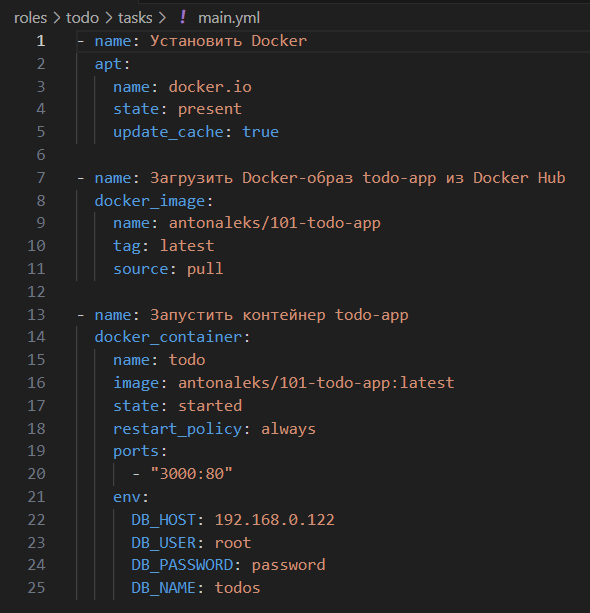 roles > todo > tasks > ! main.yml
1 - name: Установить Docker
2 apt:
3 name: docker.io
4 state: present
5 update_cache: true
6
7 - name: Загрузить Docker-образ todo-app из Docker Hub
8 docker_image:
9 name: antonaleks/101-todo-app
10 tag: latest
11 source: pull
12
13 - name: Запустить контейнер todo-app
14 docker_container:
15 name: todo
16 image: antonaleks/101-todo-app:latest
17 state: started
18 restart_policy: always
19 ports:
20 - "3000:80"
21 env:
22 DB_HOST: 192.168.0.122
23 DB_USER: root
24 DB_PASSWORD: password
25 DB_NAME: todos